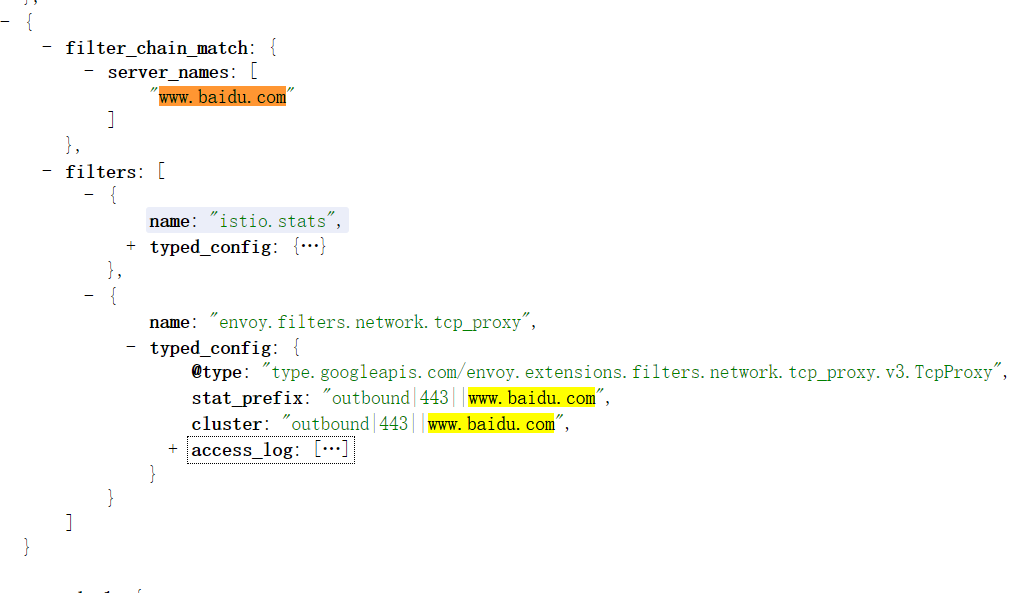 },
- {
- filter_chain_match: {
- server_names: [
"www.baidu.com"
]
},
- filters: [
- {
name: "istio.stats",
+ typed_config: {…}
},
- {
name: "envoy.filters.network.tcp_proxy",
- typed_config: {
@type: "type.googleapis.com/envoy.extensions.filters.network.tcp_proxy.v3.TcpProxy",
stat_prefix: "outbound|443||www.baidu.com",
cluster: "outbound|443||www.baidu.com",
+ access_log: […]
}
}
]
}